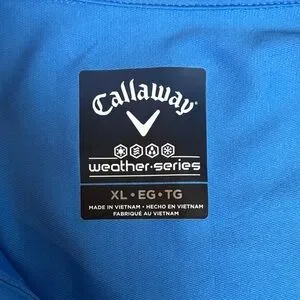 Callaway
weather•series
XL • EG • TG
MADE IN VIETNAM • HECHO EN VIETNAM
FABRIQUÉ AU VIETNAM